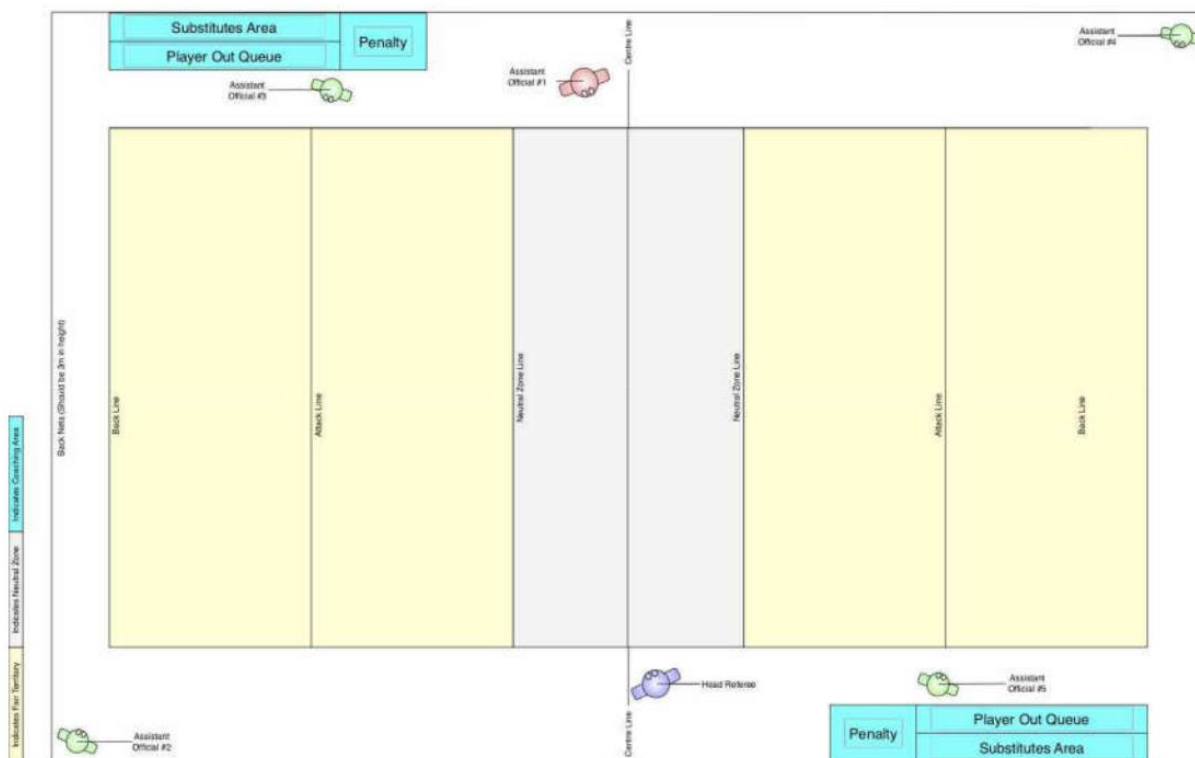 Substitutes Area
Player Out Queue
Penalty
Assistant
Official #3
Assistant
Official #1
Centre Line
Assistant
Official #4
Back Nets (Should be 3m in height)
Back Line
Attack Line
Neutral Zone Line
Neutral Zone Line
Attack Line
Back Line
Indicates Coaching Area
Indicates Neutral Zone
Indicates Fair Territory
Assistant
Official #2
Centre Line
Head Referee
Assistant
Official #5
Penalty
Player Out Queue
Substitutes Area